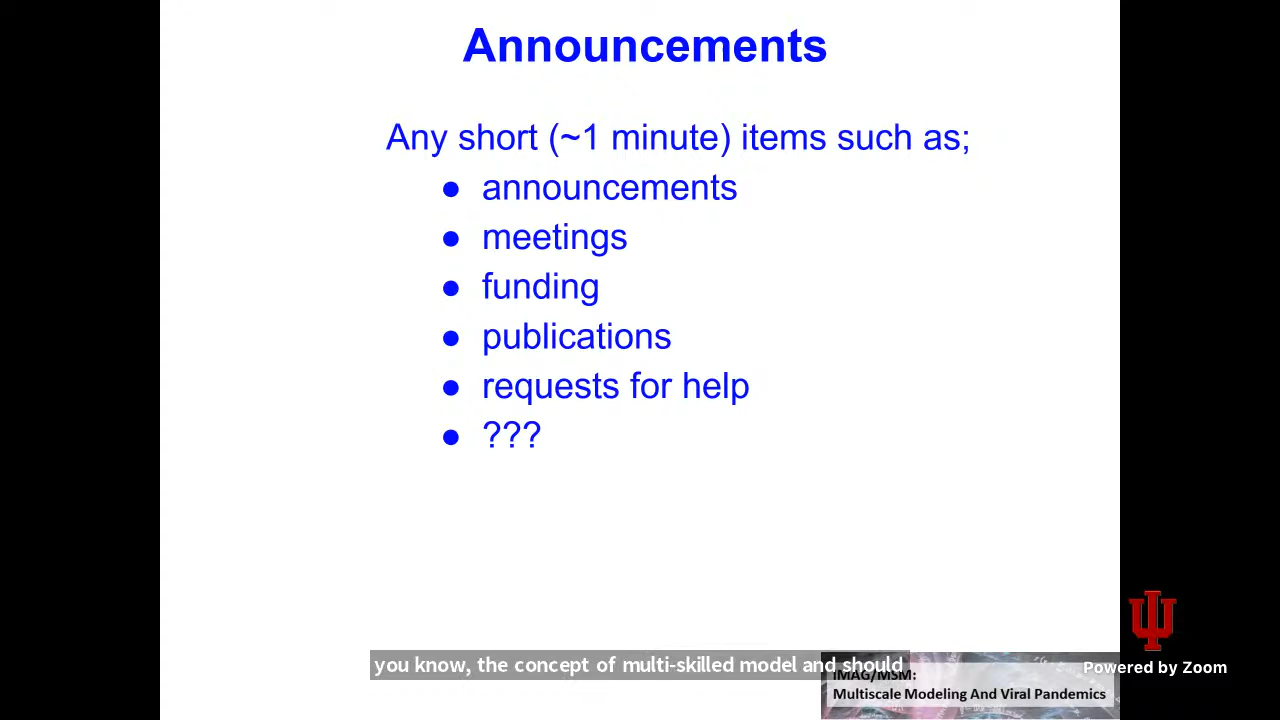 Announcements
Any short (~1 minute) items such as;
● announcements
● meetings
● funding
● publications
● requests for help
● ???
you know, the concept of multi-skilled model and should
IMAG/MSM:
Multiscale Modeling And Viral Pandemics
Powered by Zoom